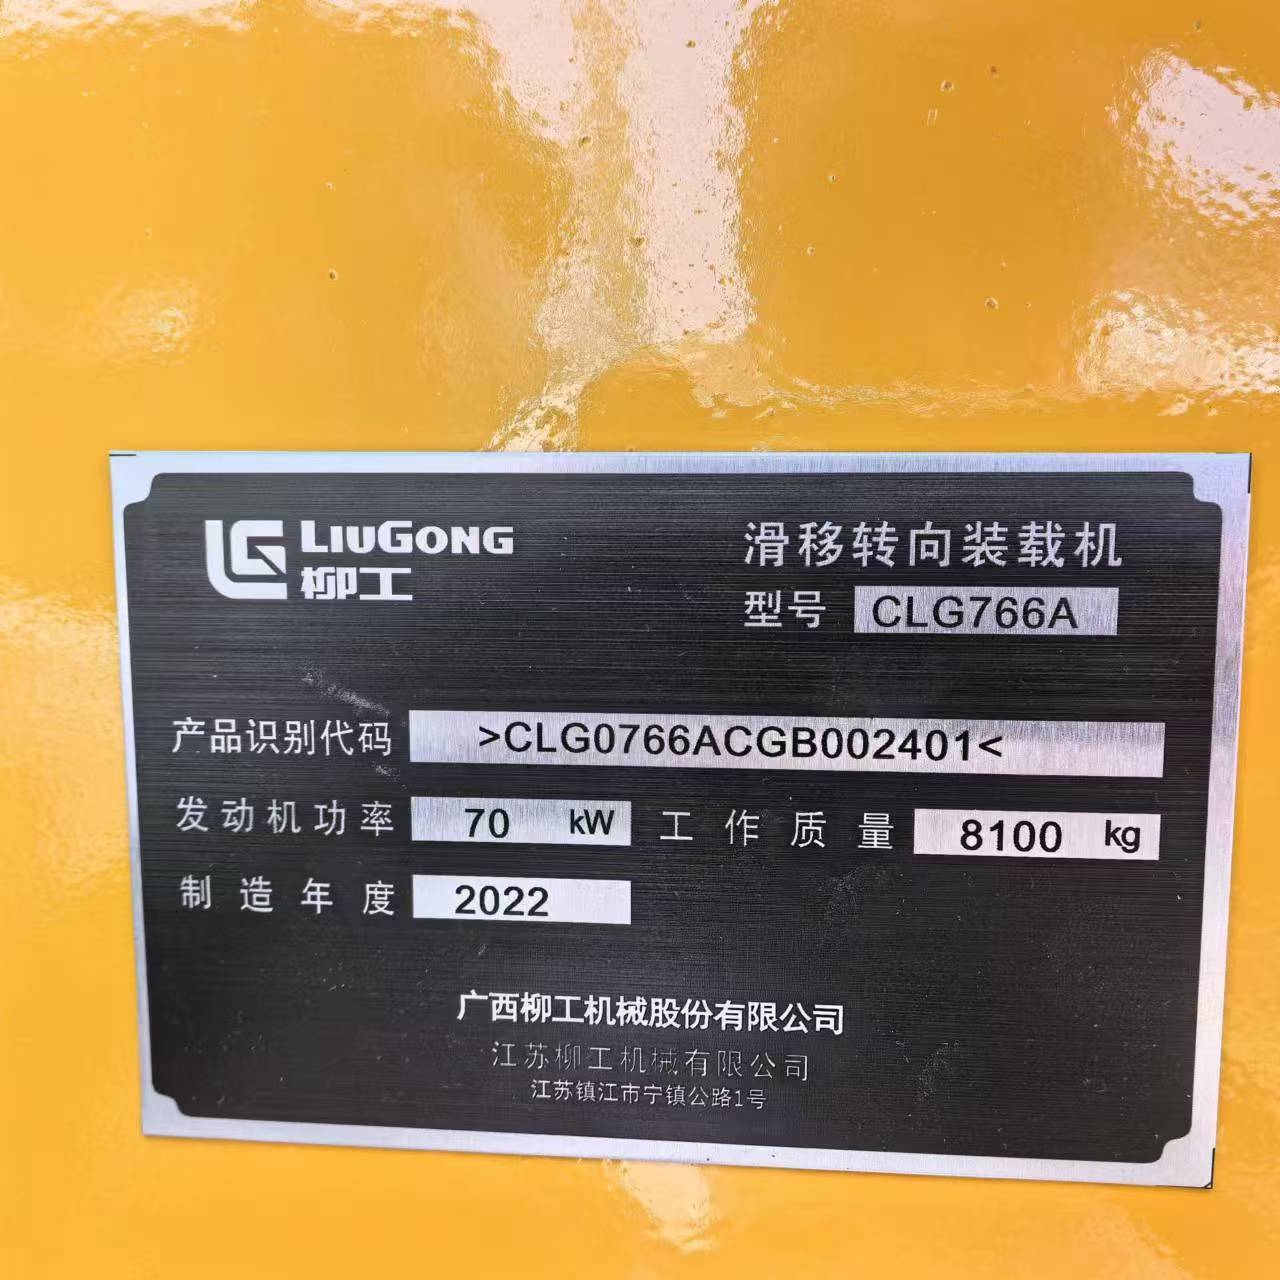 LIUGONG
柳工
滑移转向装载机
型号 CLG766A
产品识别代码 >CLG0766ACGB002401<
发动机功率 70 kW 工作质量 8100 kg
制造年度 2022
广西柳工机械股份有限公司
江苏柳工机械有限公司
江苏镇江市宁镇公路1号